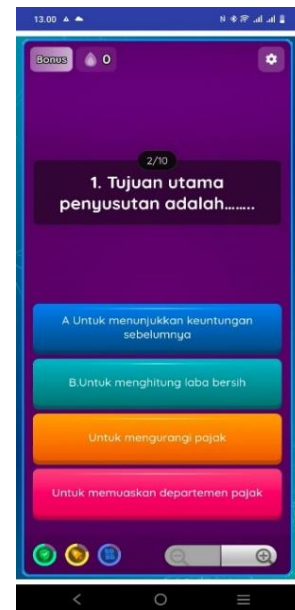 13.00
Bonus
0
2/10
1. Tujuan utama
penyusutan adalah........
A Untuk menunjukkan keuntungan
sebelumnya
B.Untuk menghitung laba bersih
Untuk mengurangi pajak
Untuk memuaskan departemen pajak